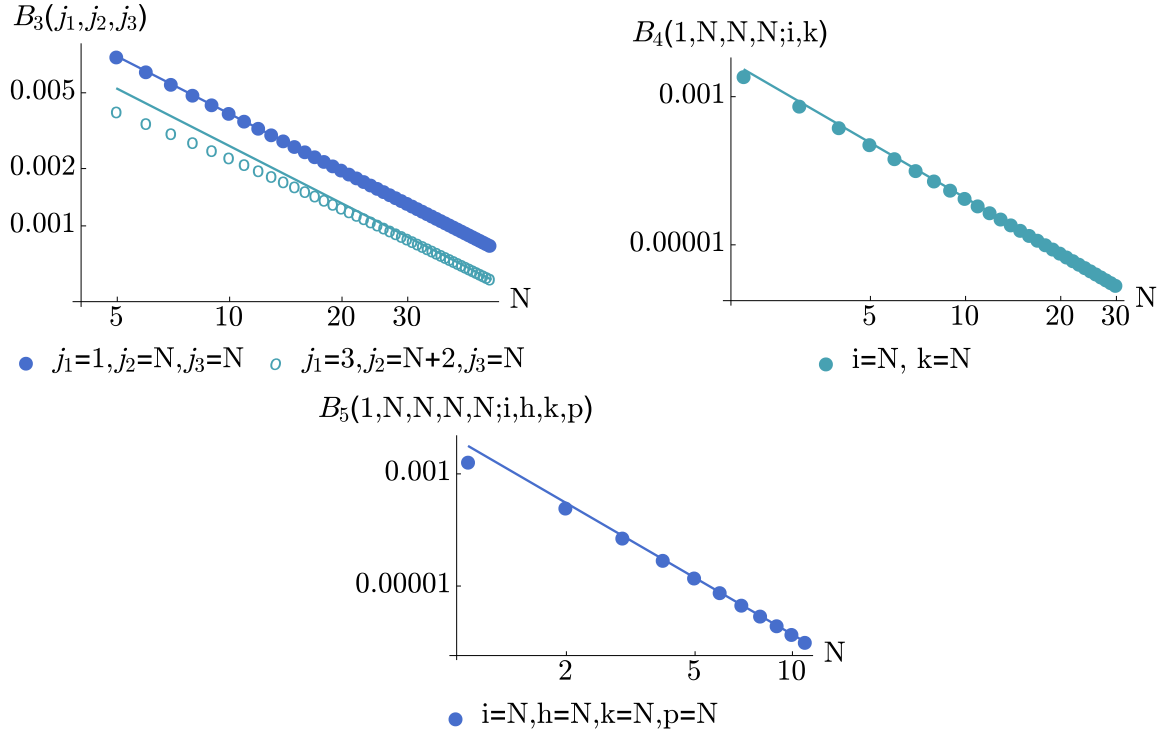 B₃(j₁,j₂,j₃)
0.005
0.002
0.001
5 10 20 30 N
j₁=1,j₂=N,j₃=N j₁=3,j₂=N+2,j₃=N
B₄(1,N,N,N;i,k)
0.001
0.00001
5 10 20 30 N
i=N, k=N
B₅(1,N,N,N,N;i,h,k,p)
0.001
0.00001
2 5 10 N
i=N,h=N,k=N,p=N